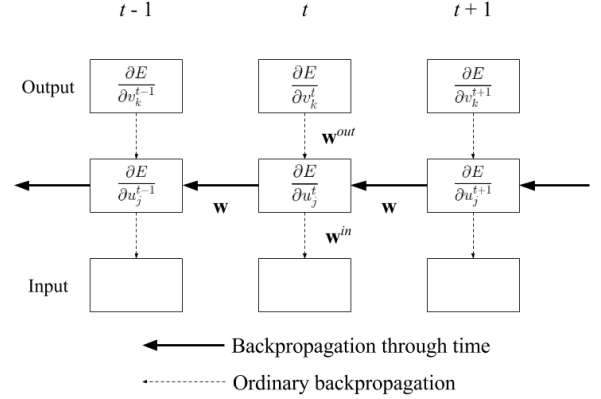 t - 1 t t + 1
Output ∂E/∂v_k^{t-1} ∂E/∂v_k^t ∂E/∂v_k^{t+1}
w^{out}
∂E/∂u_j^{t-1} ∂E/∂u_j^t ∂E/∂u_j^{t+1}
w w
w^{in}
Input
Backpropagation through time
Ordinary backpropagation